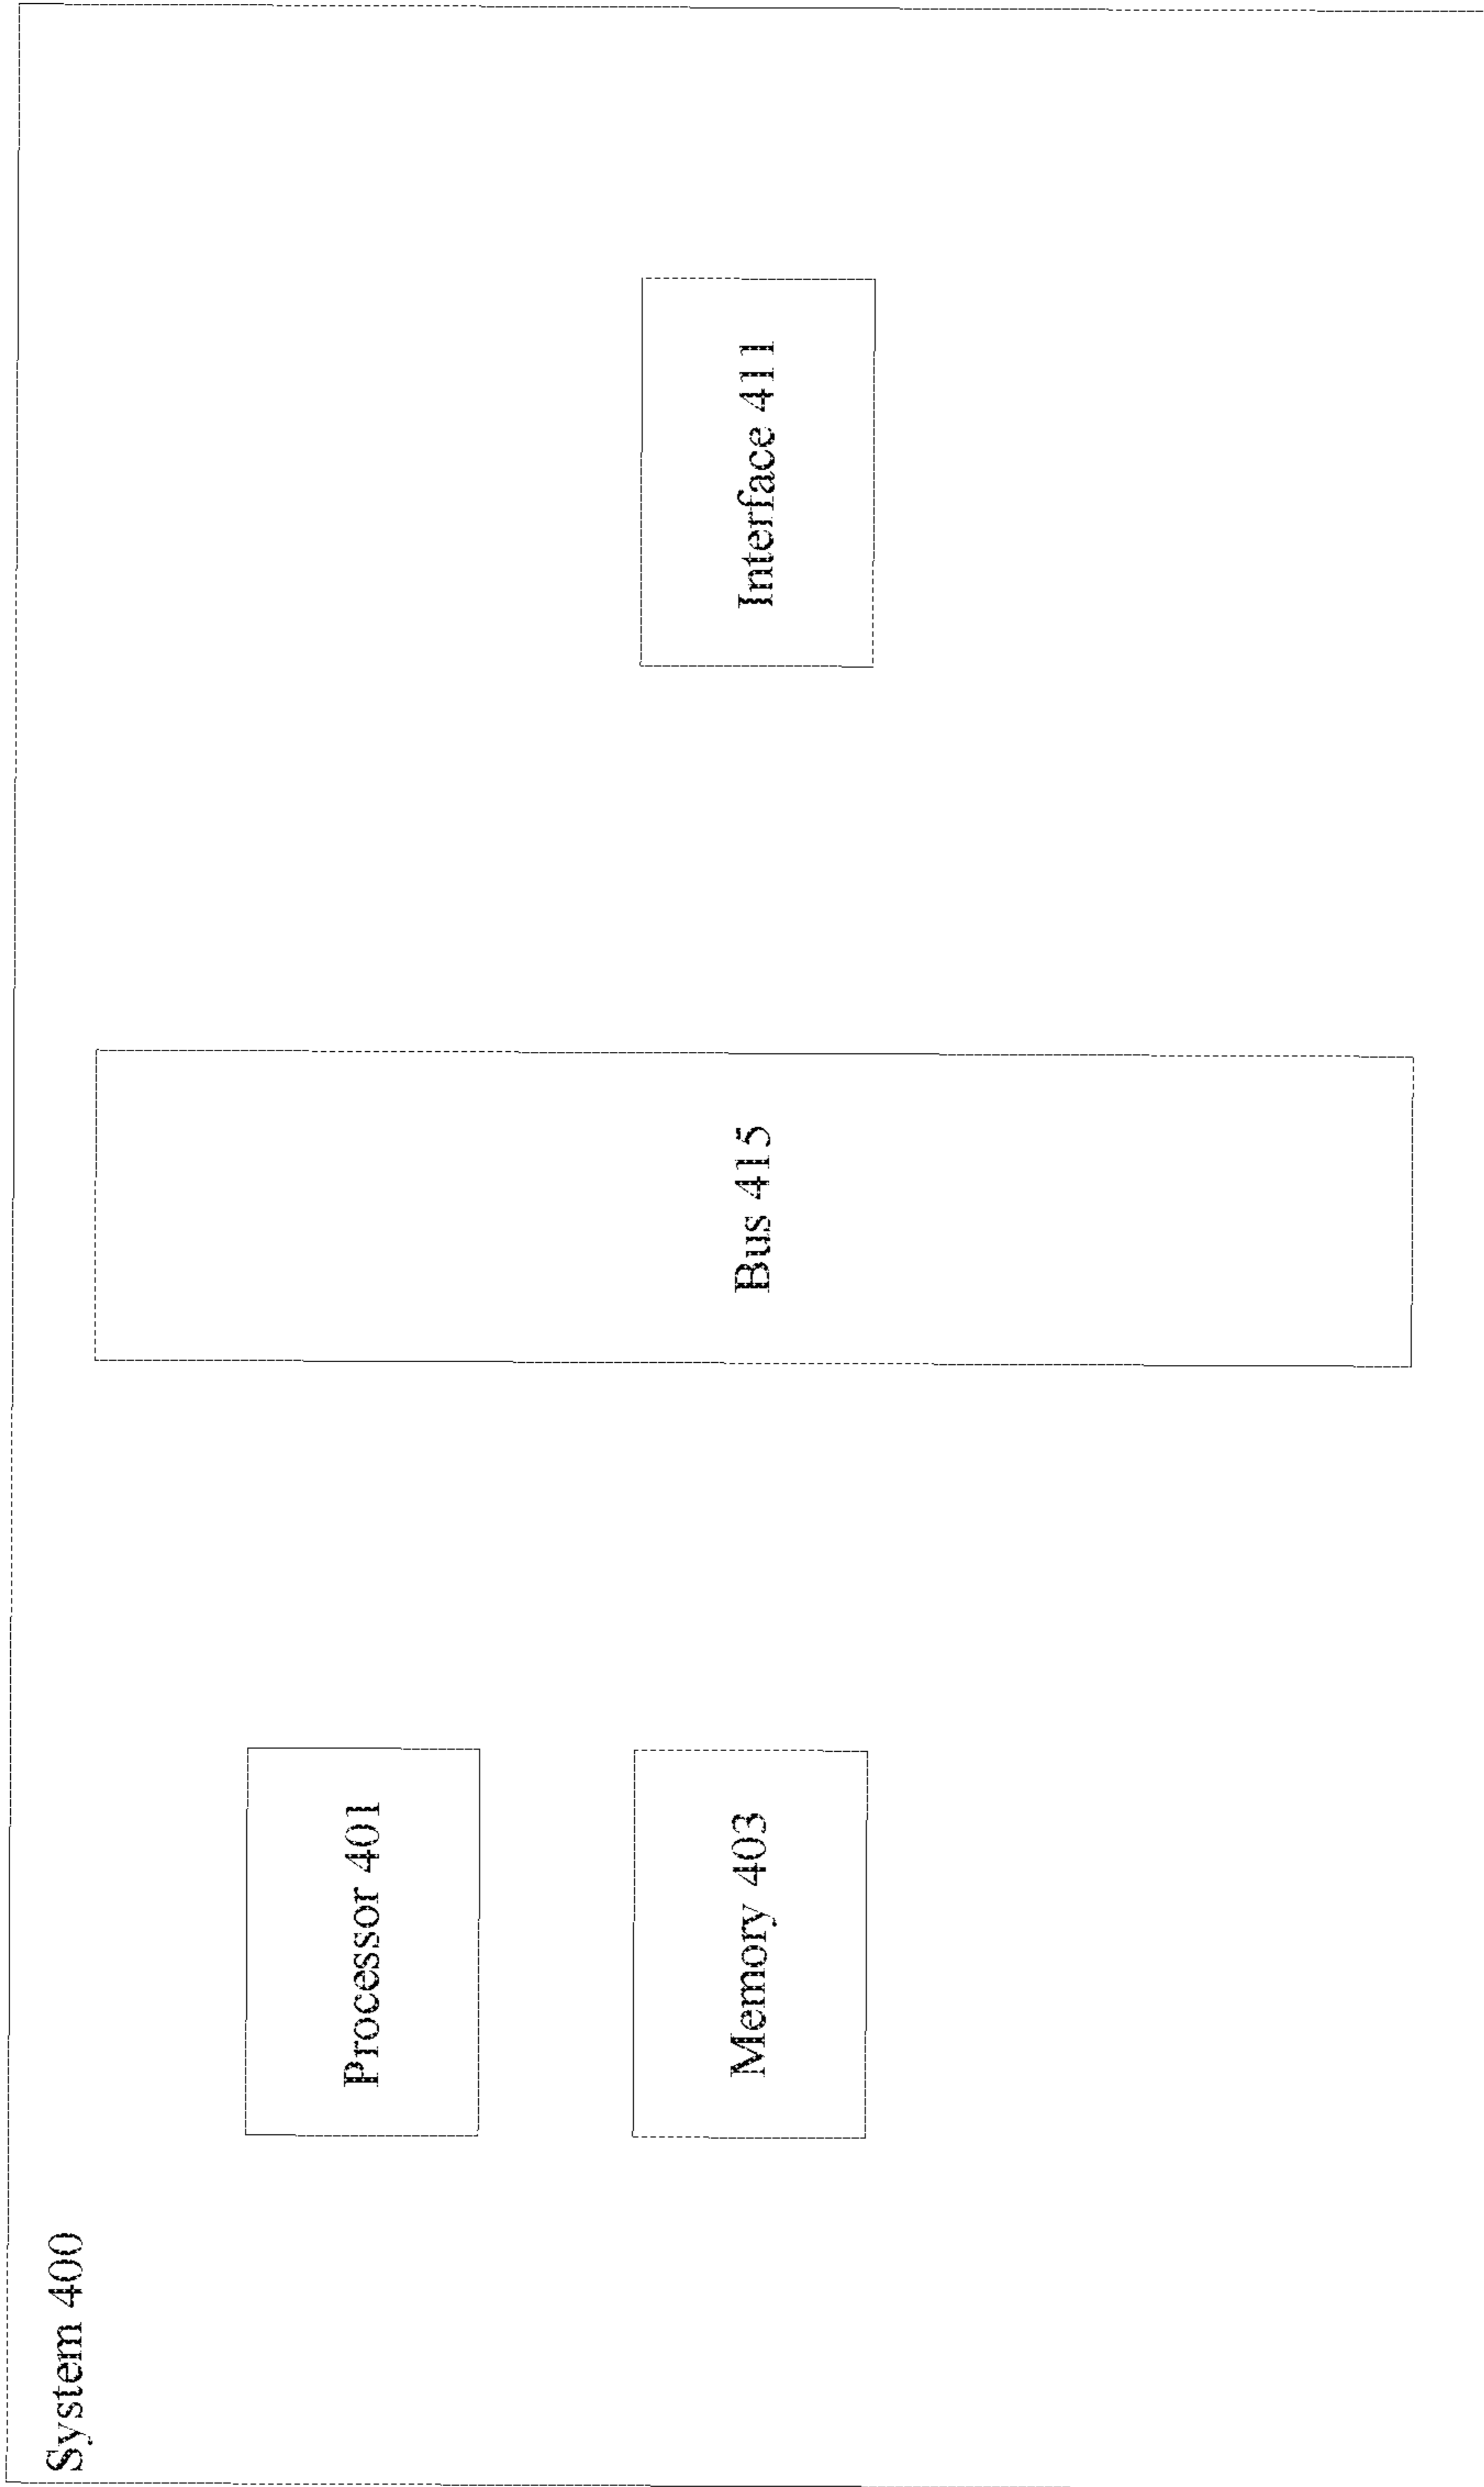 System 400
Processor 401
Memory 403
Bus 415
Interface 411